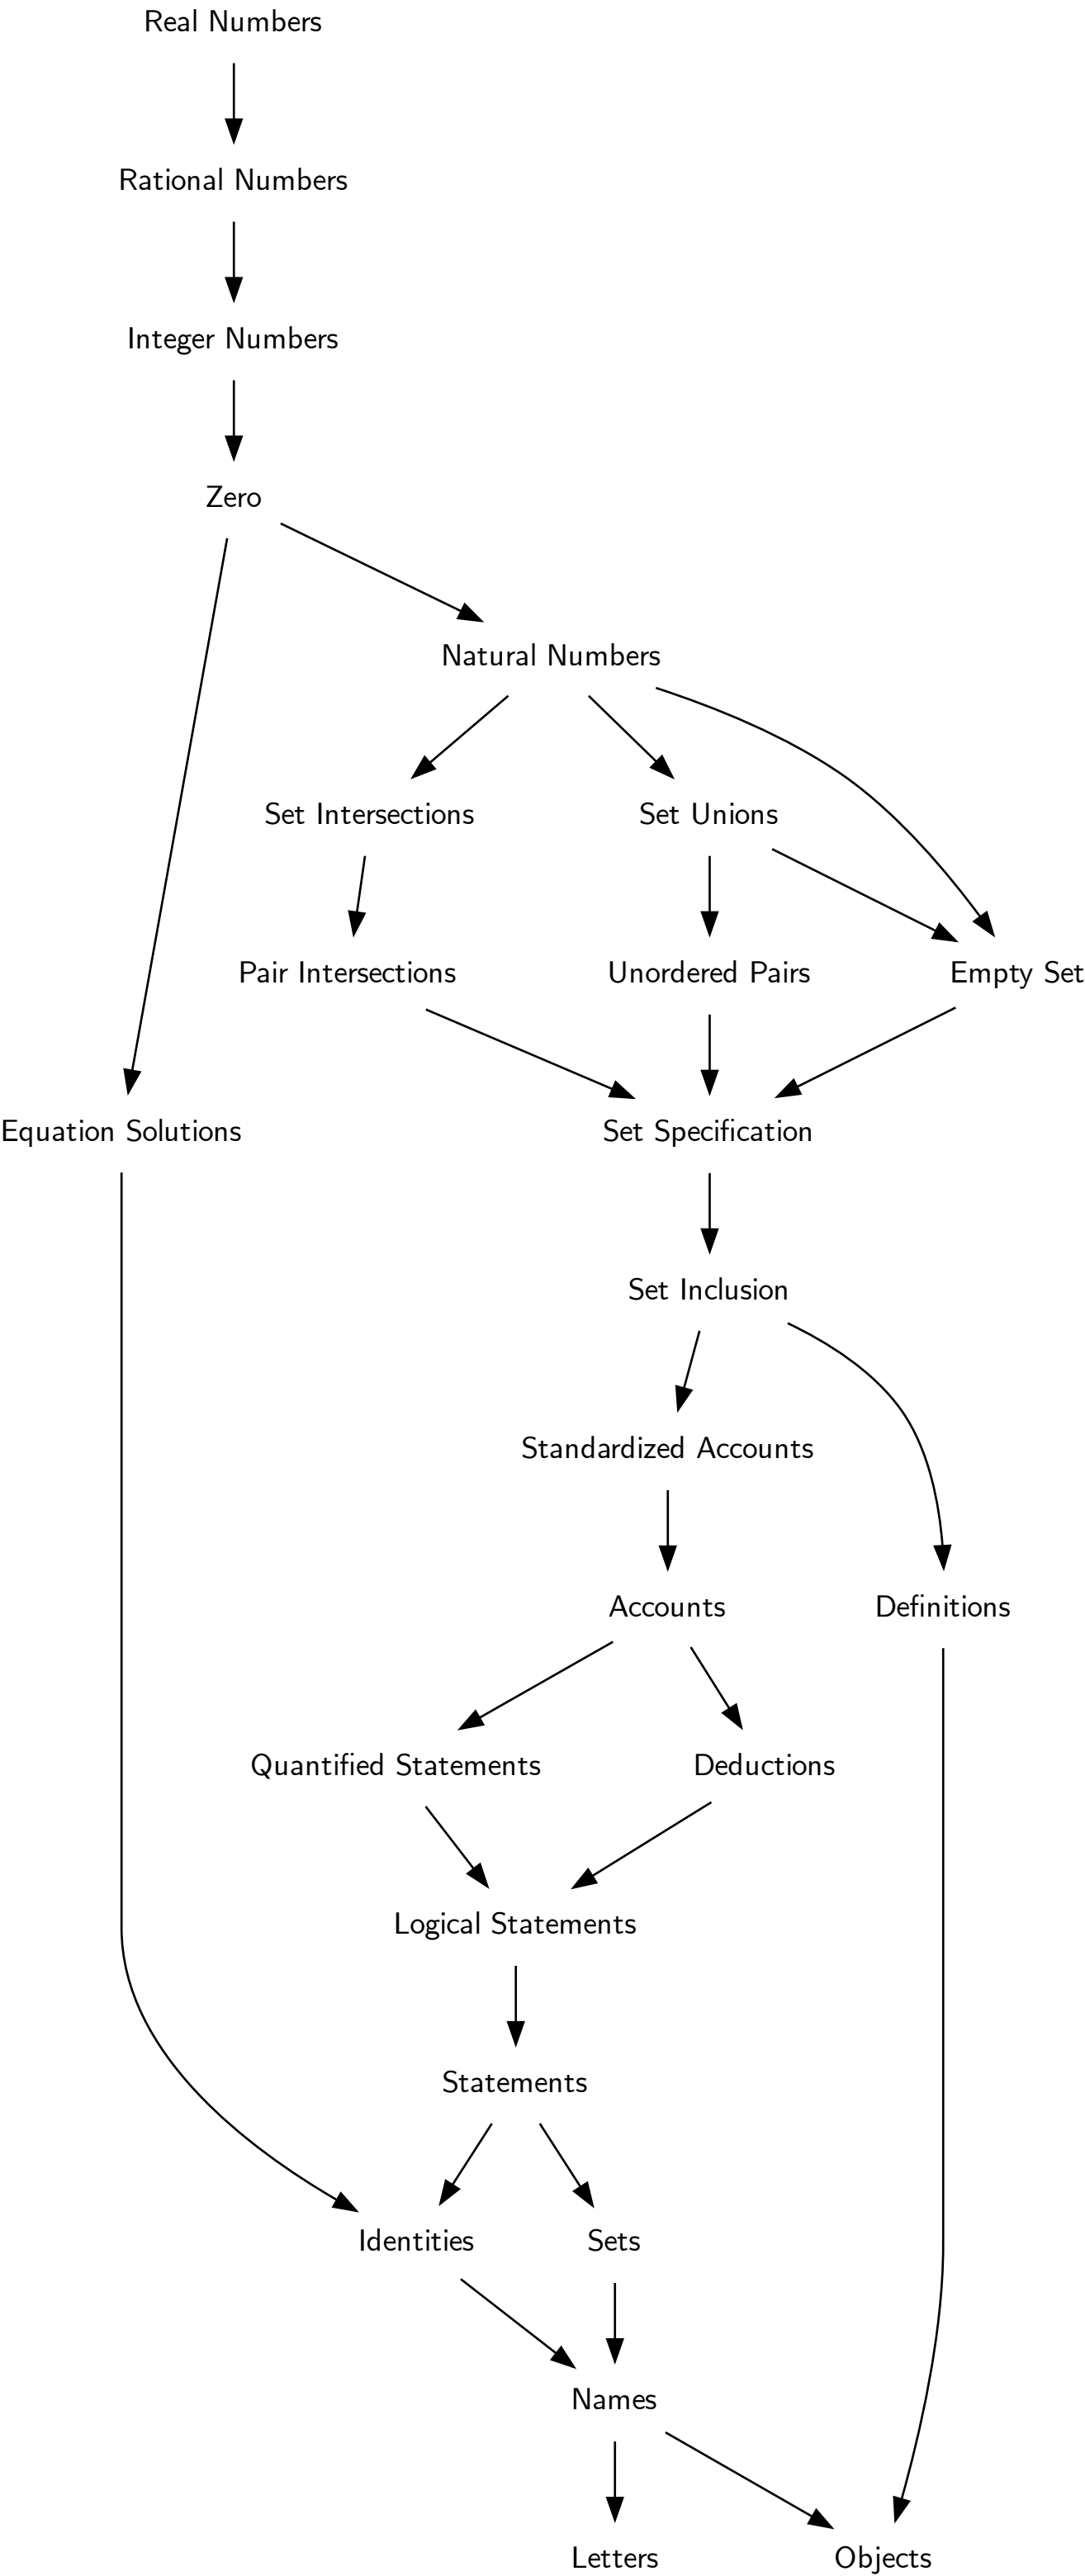 Real Numbers
Rational Numbers
Integer Numbers
Zero
Natural Numbers
Set Intersections
Set Unions
Pair Intersections
Unordered Pairs
Empty Set
Equation Solutions
Set Specification
Set Inclusion
Standardized Accounts
Accounts
Definitions
Quantified Statements
Deductions
Logical Statements
Statements
Identities
Sets
Names
Letters
Objects